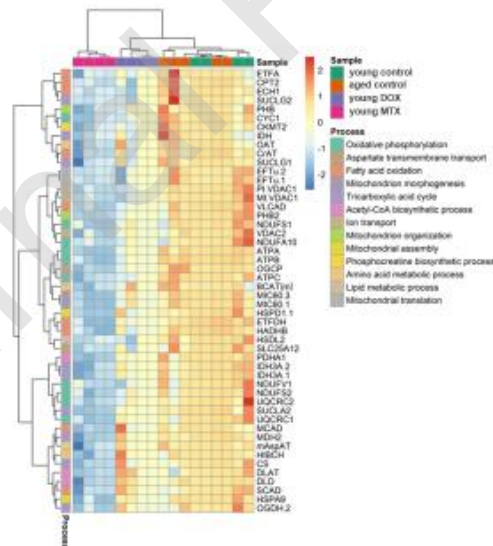 Sample
ETFA
CPT2
ECH1
SUCLG2
PHB
CYC1
CKMT2
IDH
OAT
CrAT
SUCLG1
EFTu.2
EFTu.1
PI.VDAC1
MI.VDAC1
VLCAD
PHB2
NDUFS1
VDAC2
NDUFA10
ATPA
ATPB
OGCP
ATPC
BCAT(m)
MIC60.3
MIC60.1
HSPD1.1
ETFDH
HADHB
HSDL2
SLC25A12
PDHA1
IDH3A.2
IDH3A.1
NDUFV1
NDUFS2
UQCRC2
SUCLA2
UQCRC1
MCAD
MDH2
mAspAT
HIBCH
CS
DLAT
DLD
SCAD
HSPA9
OGDH.2
Process
2
1
0
-1
-2
Sample
young control
aged control
young DOX
young MTX
Process
Oxidative phosphorylation
Aspartate transmembrane transport
Fatty acid oxidation
Mitochondrion morphogenesis
Tricarboxylic acid cycle
Acetyl-CoA biosynthetic process
Ion transport
Mitochondrion organization
Mitochondrial assembly
Phosphocreatine biosynthetic process
Amino acid metabolic process
Lipid metabolic process
Mitochondrial translation